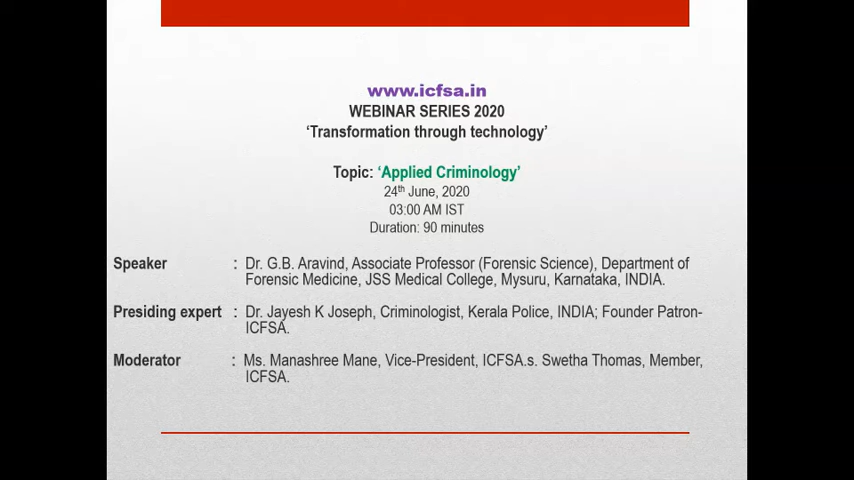 www.icfsa.in
WEBINAR SERIES 2020
‘Transformation through technology’
Topic: ‘Applied Criminology’
24th June, 2020
03:00 AM IST
Duration: 90 minutes
Speaker : Dr. G.B. Aravind, Associate Professor (Forensic Science), Department of
Forensic Medicine, JSS Medical College, Mysuru, Karnataka, INDIA.
Presiding expert : Dr. Jayesh K Joseph, Criminologist, Kerala Police, INDIA; Founder Patron-
ICFSA.
Moderator : Ms. Manashree Mane, Vice-President, ICFSA.s. Swetha Thomas, Member,
ICFSA.